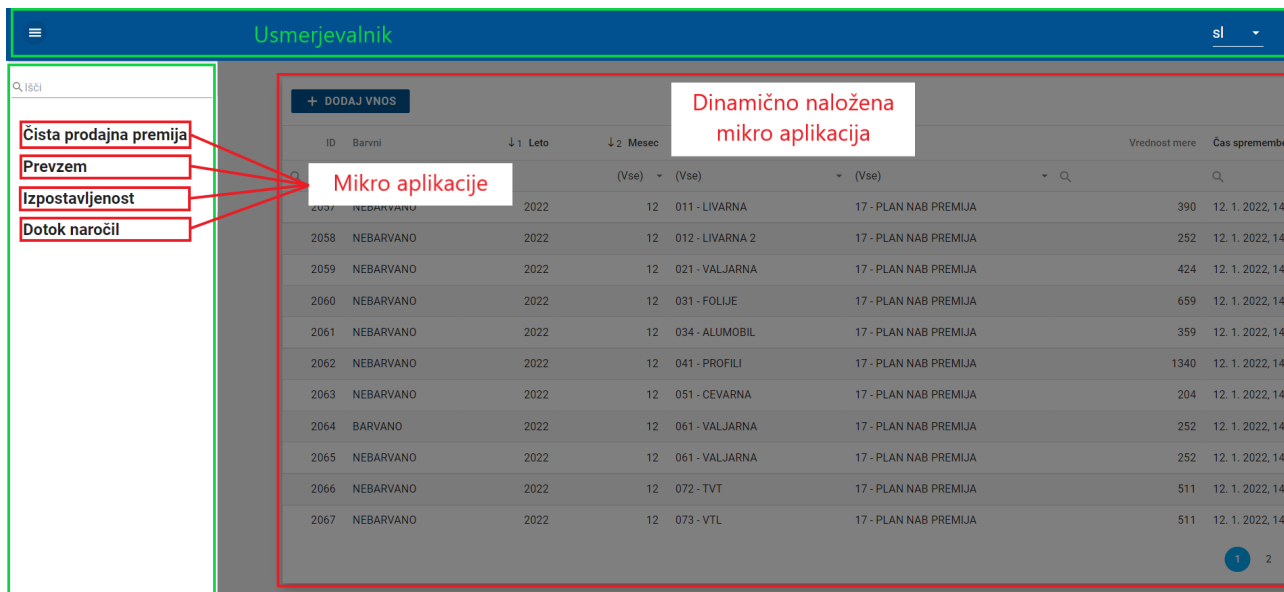 Usmerjevalnik
sl
Išči
Čista prodajna premija
Prevzem
Izpostavljenost
Dotok naročil
Mikro aplikacije
+ DODAJ VNOS
Dinamično naložena
mikro aplikacija
ID Barvni ↓1 Leto ↓2 Mesec Vrednost mere Čas spremembe
(Vse) (Vse) (Vse)
2057 NEBARVANO 2022 12 011 - LIVARNA 17 - PLAN NAB PREMIJA 390 12. 1. 2022, 14
2058 NEBARVANO 2022 12 012 - LIVARNA 2 17 - PLAN NAB PREMIJA 252 12. 1. 2022, 14
2059 NEBARVANO 2022 12 021 - VALJARNA 17 - PLAN NAB PREMIJA 424 12. 1. 2022, 14
2060 NEBARVANO 2022 12 031 - FOLIJE 17 - PLAN NAB PREMIJA 659 12. 1. 2022, 14
2061 NEBARVANO 2022 12 034 - ALUMOBIL 17 - PLAN NAB PREMIJA 359 12. 1. 2022, 14
2062 NEBARVANO 2022 12 041 - PROFILI 17 - PLAN NAB PREMIJA 1340 12. 1. 2022, 14
2063 NEBARVANO 2022 12 051 - CEVARNA 17 - PLAN NAB PREMIJA 204 12. 1. 2022, 14
2064 BARVANO 2022 12 061 - VALJARNA 17 - PLAN NAB PREMIJA 252 12. 1. 2022, 14
2065 NEBARVANO 2022 12 061 - VALJARNA 17 - PLAN NAB PREMIJA 252 12. 1. 2022, 14
2066 NEBARVANO 2022 12 072 - TVT 17 - PLAN NAB PREMIJA 511 12. 1. 2022, 14
2067 NEBARVANO 2022 12 073 - VTL 17 - PLAN NAB PREMIJA 511 12. 1. 2022, 14
1 2